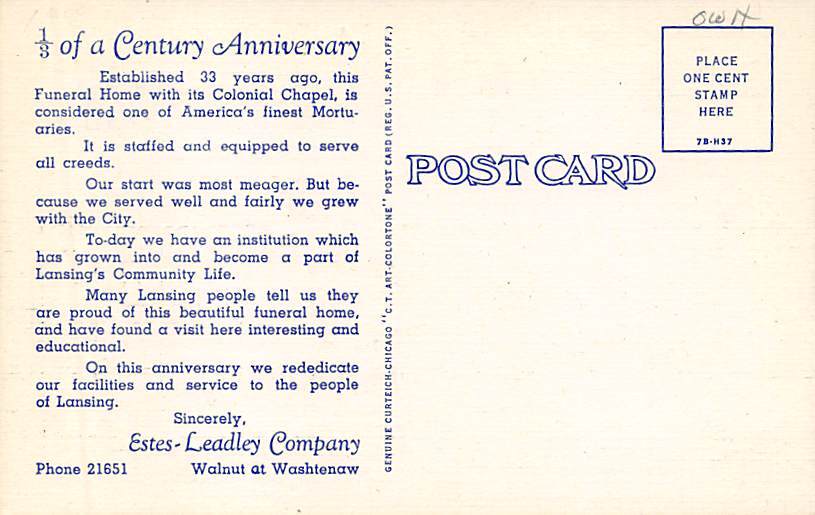 1/3 of a Century Anniversary
Established 33 years ago, this
Funeral Home with its Colonial Chapel, is
considered one of America's finest Mortu-
aries.
It is staffed and equipped to serve
all creeds.
Our start was most meager. But be-
cause we served well and fairly we grew
with the City.
To-day we have an institution which
has grown into and become a part of
Lansing's Community Life.
Many Lansing people tell us they
are proud of this beautiful funeral home,
and have found a visit here interesting and
educational.
On this anniversary we rededicate
our facilities and service to the people
of Lansing.
Sincerely,
Estes-Leadley Company
Phone 21651 Walnut at Washtenaw
GENUINE CURTEICH-CHICAGO "C.T. ART-COLORTONE" POST CARD (REG. U.S. PAT. OFF.)
POST CARD
PLACE
ONE CENT
STAMP
HERE
7B-H37